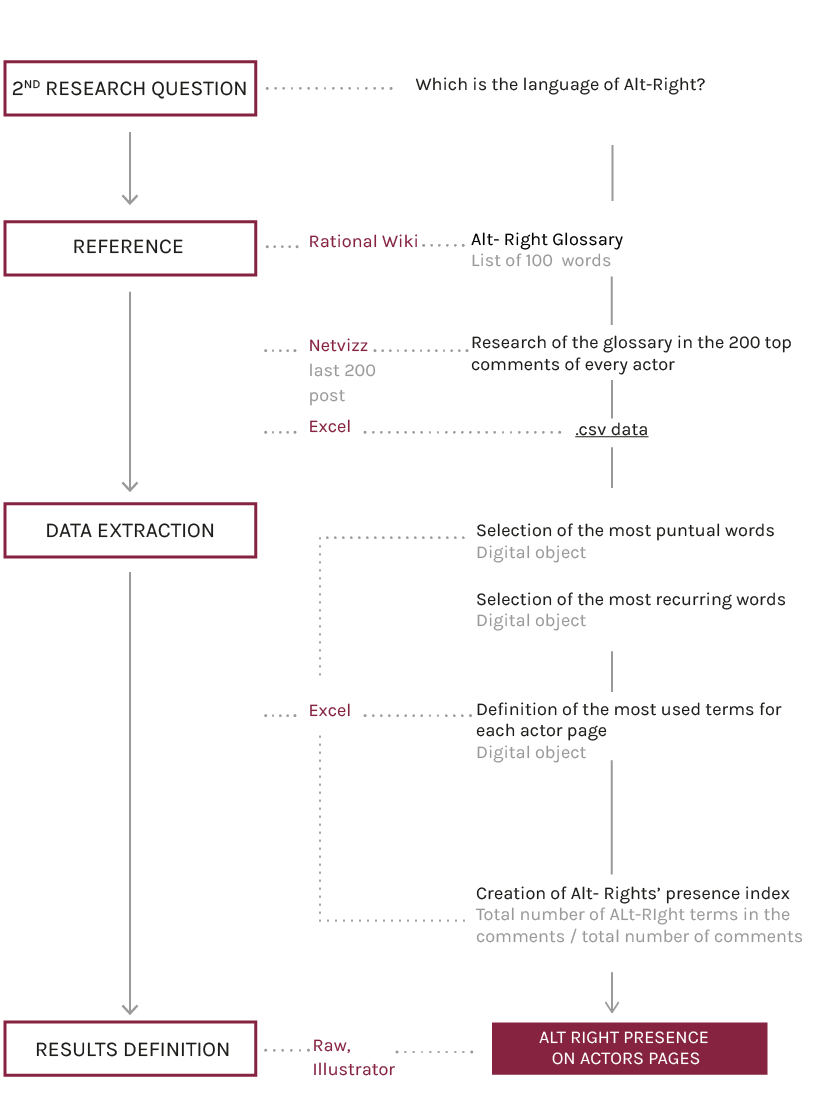 2ND RESEARCH QUESTION
Which is the language of Alt-Right?
REFERENCE
Rational Wiki
Alt- Right Glossary
List of 100 words
Netvizz
last 200
post
Research of the glossary in the 200 top
comments of every actor
Excel
.csv data
DATA EXTRACTION
Selection of the most puntual words
Digital object
Selection of the most recurring words
Digital object
Excel
Definition of the most used terms for
each actor page
Digital object
Creation of Alt- Rights’ presence index
Total number of ALt-RIght terms in the
comments / total number of comments
RESULTS DEFINITION
Raw,
Illustrator
ALT RIGHT PRESENCE
ON ACTORS PAGES